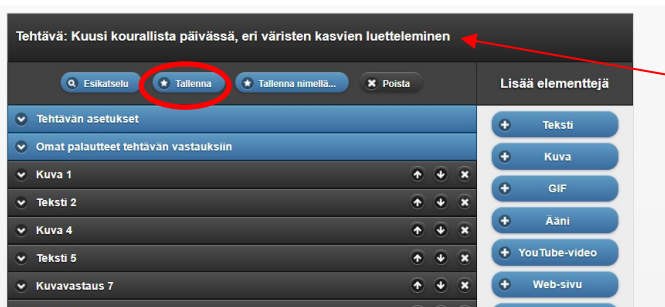 Tehtävä: Kuusi kourallista päivässä, eri väristen kasvien luetteleminen
Esikatselu Tallenna Tallenna nimellä... Poista
Lisää elementtejä
Tehtävän asetukset
Omat palautteet tehtävän vastauksiin
Kuva 1
Teksti 2
Kuva 4
Teksti 5
Kuvavastaus 7
Teksti
Kuva
GIF
Ääni
YouTube-video
Web-sivu